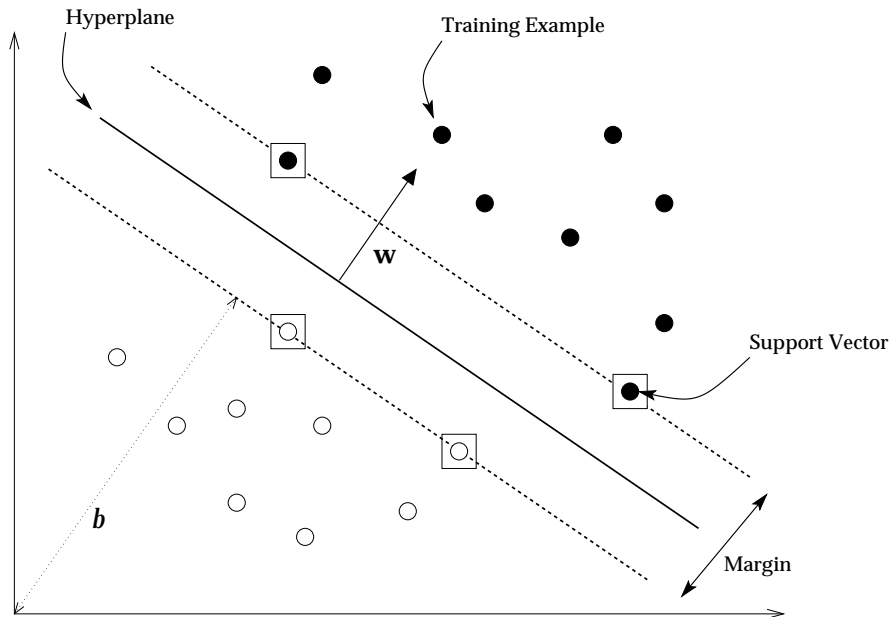 Hyperplane
Training Example
w
Support Vector
b
Margin